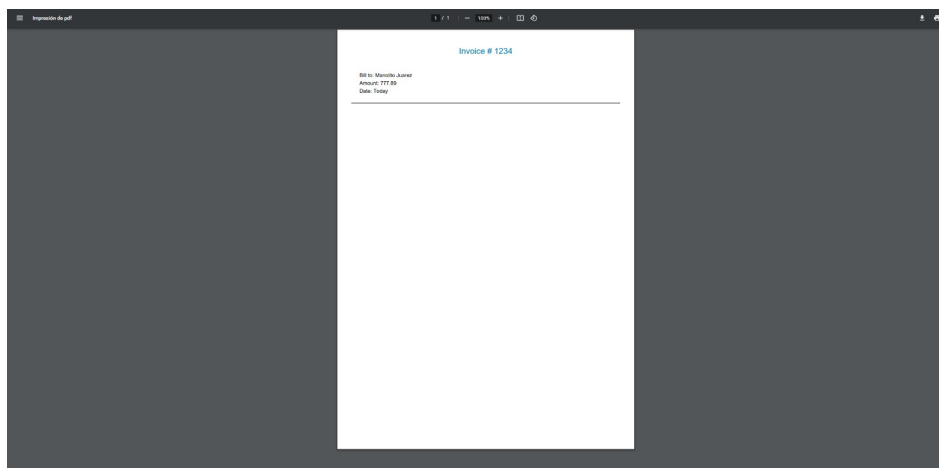 Impresión de pdf
1 / 1
100%
Invoice # 1234
Bill to: Manolito Juarez
Amount: 777.89
Date: Today